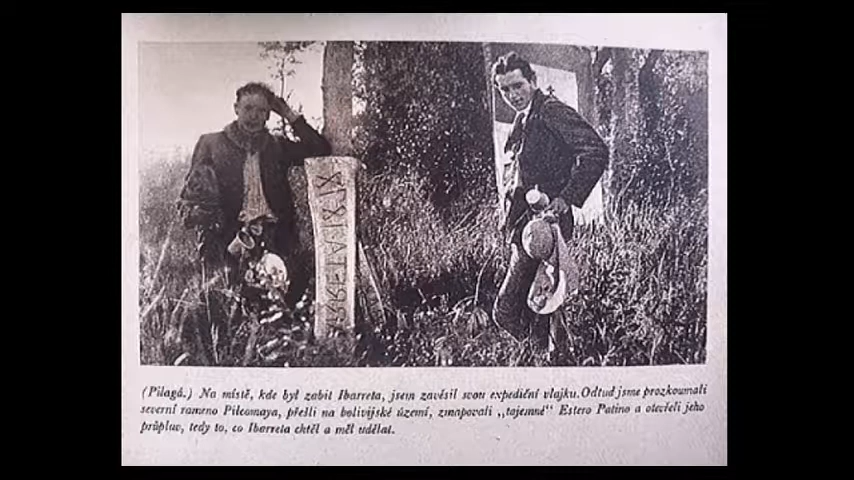 (Pilagá.) Na místě, kde byl zabit Ibarreta, jsem zavěsil svou expediční vlajku. Odtud jsme prozkoumali
severní rameno Pilcomaya, přešli na bolivijské území, zmapovali „tajemné" Estero Patino a otevřeli jeho
průplav, tedy to, co Ibarreta chtěl a měl udělat.